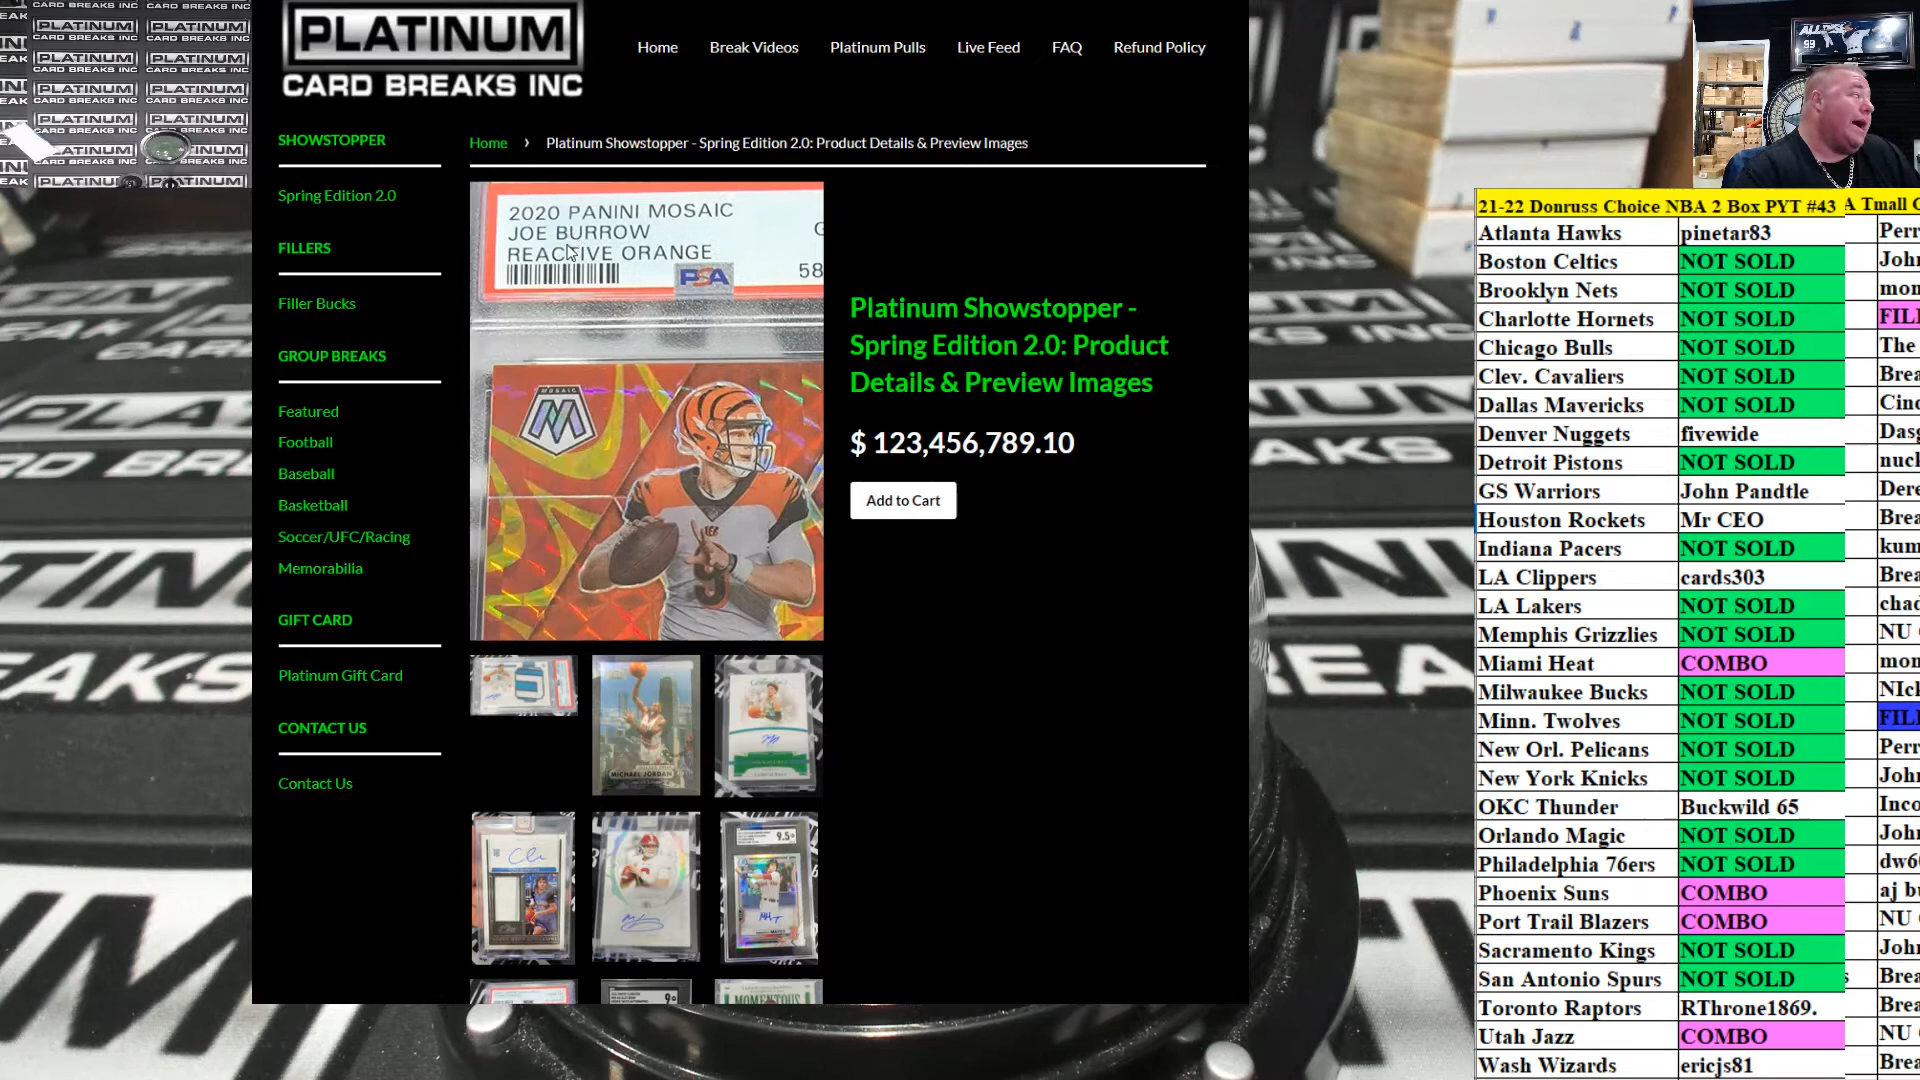 PLATINUM
CARD BREAKS INC
Home
Break Videos
Platinum Pulls
Live Feed
FAQ
Refund Policy
SHOWSTOPPER
Spring Edition 2.0
FILLERS
Filler Bucks
GROUP BREAKS
Featured
Football
Baseball
Basketball
Soccer/UFC/Racing
Memorabilia
GIFT CARD
Platinum Gift Card
CONTACT US
Contact Us
Home › Platinum Showstopper - Spring Edition 2.0: Product Details & Preview Images
2020 PANINI MOSAIC
JOE BURROW
REACTIVE ORANGE
PSA
58
MOSAIC
Platinum Showstopper -
Spring Edition 2.0: Product
Details & Preview Images
$ 123,456,789.10
Add to Cart
MICHAEL JORDAN
9.5
9
MOMENTOUS
99
21-22 Donruss Choice NBA 2 Box PYT #43
Atlanta Hawks pinetar83
Boston Celtics NOT SOLD
Brooklyn Nets NOT SOLD
Charlotte Hornets NOT SOLD
Chicago Bulls NOT SOLD
Clev. Cavaliers NOT SOLD
Dallas Mavericks NOT SOLD
Denver Nuggets fivewide
Detroit Pistons NOT SOLD
GS Warriors John Pandtle
Houston Rockets Mr CEO
Indiana Pacers NOT SOLD
LA Clippers cards303
LA Lakers NOT SOLD
Memphis Grizzlies NOT SOLD
Miami Heat COMBO
Milwaukee Bucks NOT SOLD
Minn. Twolves NOT SOLD
New Orl. Pelicans NOT SOLD
New York Knicks NOT SOLD
OKC Thunder Buckwild 65
Orlando Magic NOT SOLD
Philadelphia 76ers NOT SOLD
Phoenix Suns COMBO
Port Trail Blazers COMBO
Sacramento Kings NOT SOLD
San Antonio Spurs NOT SOLD
Toronto Raptors RThrone1869.
Utah Jazz COMBO
Wash Wizards ericjs81